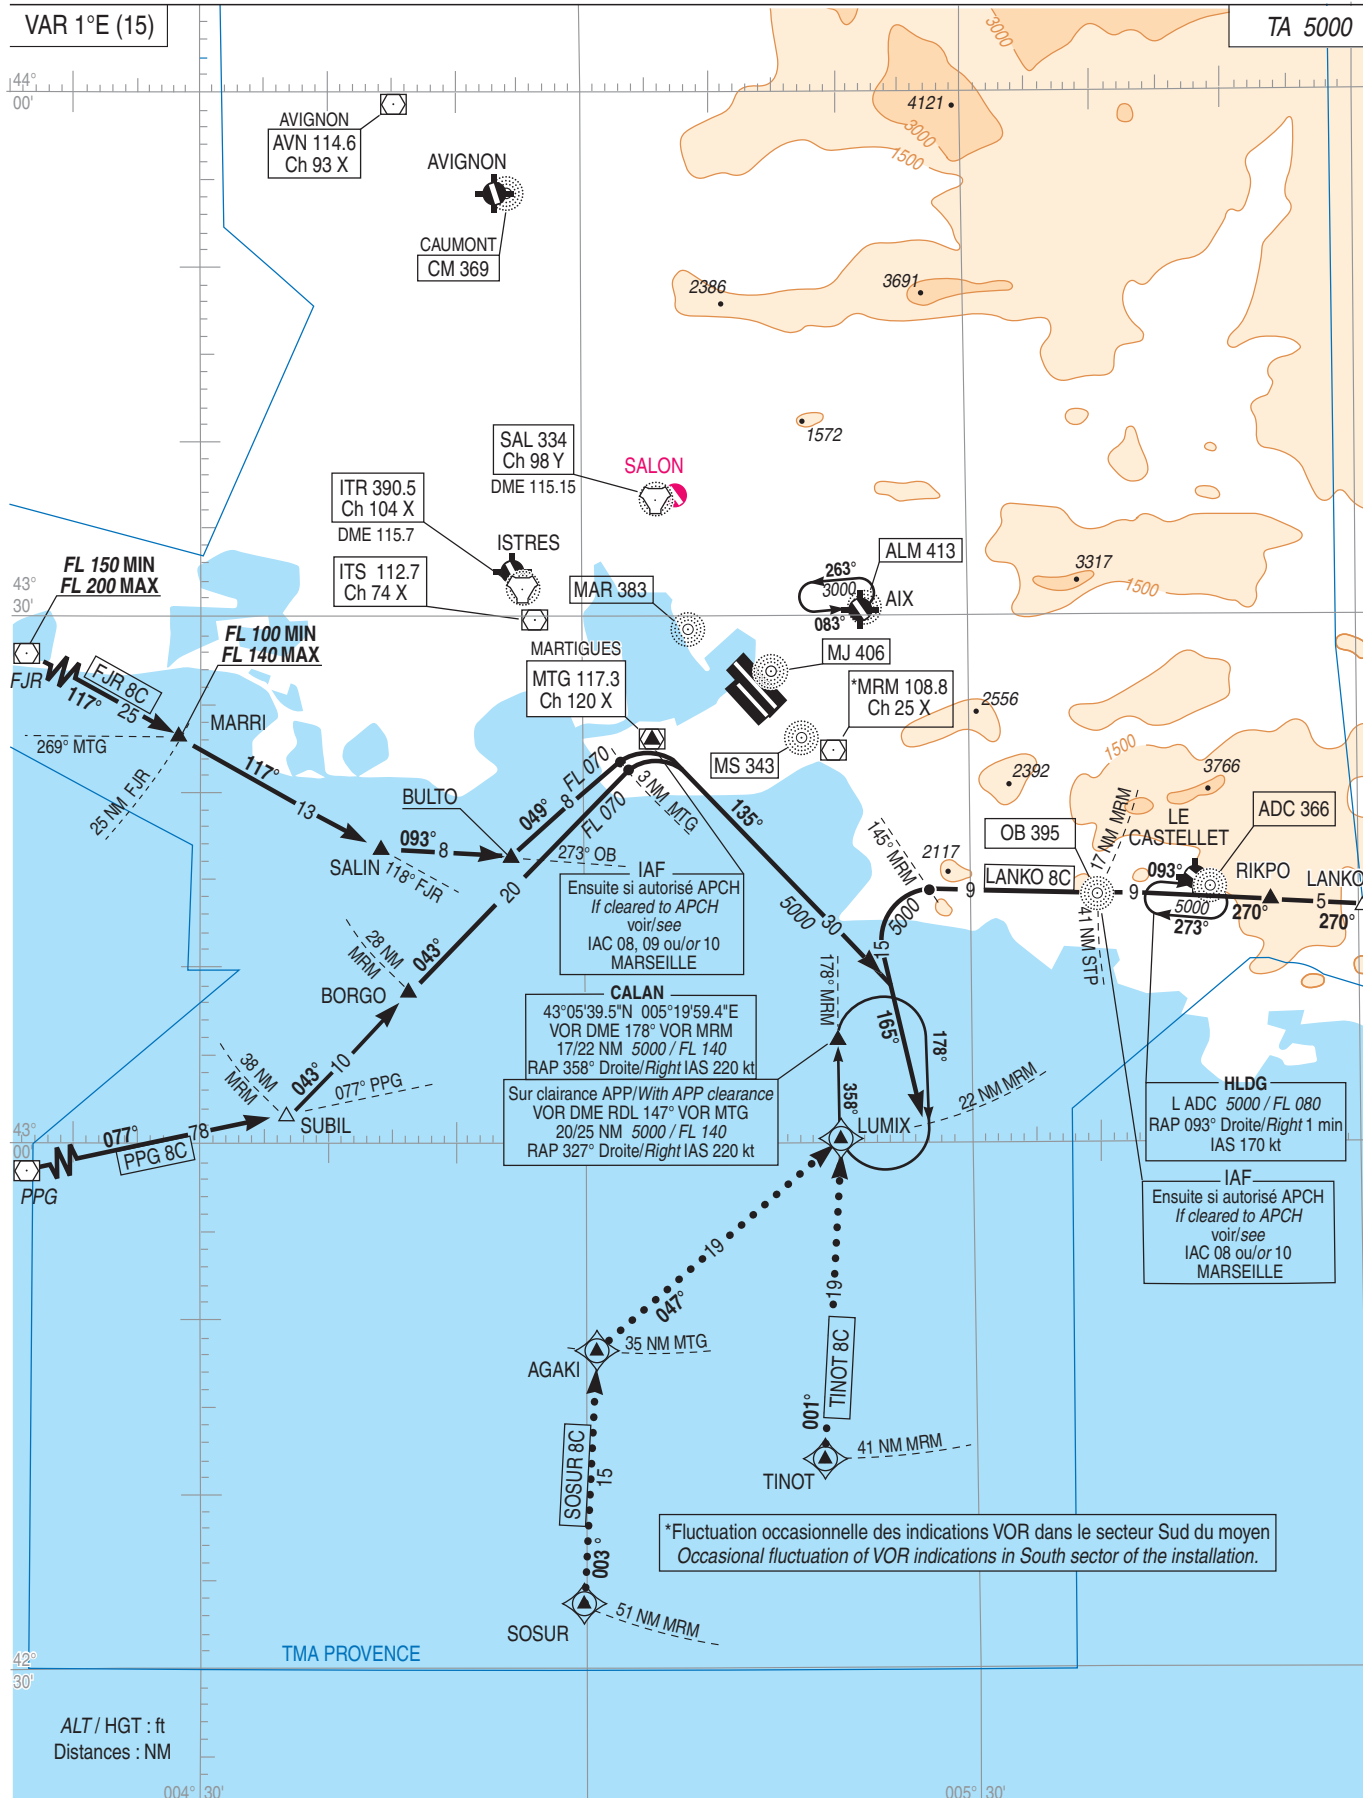 VAR 1°E (15)
TA 5000
44°
00'
3000
4121
3000
1500
AVIGNON
AVN 114.6
Ch 93 X
AVIGNON
CAUMONT
CM 369
2386
3691
1572
SAL 334
Ch 98 Y
DME 115.15
SALON
ITR 390.5
Ch 104 X
DME 115.7
ISTRES
ITS 112.7
Ch 74 X
ALM 413
263°
3000
083°
AIX
3317
1500
43°
30'
FL 150 MIN
FL 200 MAX
MAR 383
FL 100 MIN
FL 140 MAX
MARTIGUES
MTG 117.3
Ch 120 X
MJ 406
*MRM 108.8
Ch 25 X
2556
FJR
FJR 8C
117°
25
MARRI
269° MTG
25 NM FJR
MS 343
1500
2392
3766
117°
13
BULTO
049°
8
FL 070
FL 070
3 NM MTG
135°
17 NM MRM
LE
CASTELLET
ADC 366
OB 395
SALIN
093°
8
118° FJR
273° OB
20
145° MRM
2117
LANKO 8C
9
9
093°
5000
273°
RIKPO
270°
LANKO
5
270°
IAF
Ensuite si autorisé APCH
If cleared to APCH
voir/see
IAC 08, 09 ou/or 10
MARSEILLE
5000
30
5000
15
41 NM STP
28 NM
MRM
043°
BORGO
178° MRM
165°
178°
CALAN
43°05'39.5"N 005°19'59.4"E
VOR DME 178° VOR MRM
17/22 NM 5000 / FL 140
RAP 358° Droite/Right IAS 220 kt
Sur clairance APP/With APP clearance
VOR DME RDL 147° VOR MTG
20/25 NM 5000 / FL 140
RAP 327° Droite/Right IAS 220 kt
38 NM
MRM
043°
10
077° PPG
SUBIL
358°
LUMIX
22 NM MRM
HLDG
L ADC 5000 / FL 080
RAP 093° Droite/Right 1 min
IAS 170 kt
43°
00'
077°
78
PPG 8C
PPG
IAF
Ensuite si autorisé APCH
If cleared to APCH
voir/see
IAC 08 ou/or 10
MARSEILLE
19
047°
19
AGAKI
35 NM MTG
TINOT 8C
001°
TINOT
41 NM MRM
SOSUR 8C
15
003°
SOSUR
51 NM MRM
*Fluctuation occasionnelle des indications VOR dans le secteur Sud du moyen
Occasional fluctuation of VOR indications in South sector of the installation.
TMA PROVENCE
42°
30'
ALT / HGT : ft
Distances : NM
004° 30'
005° 30'